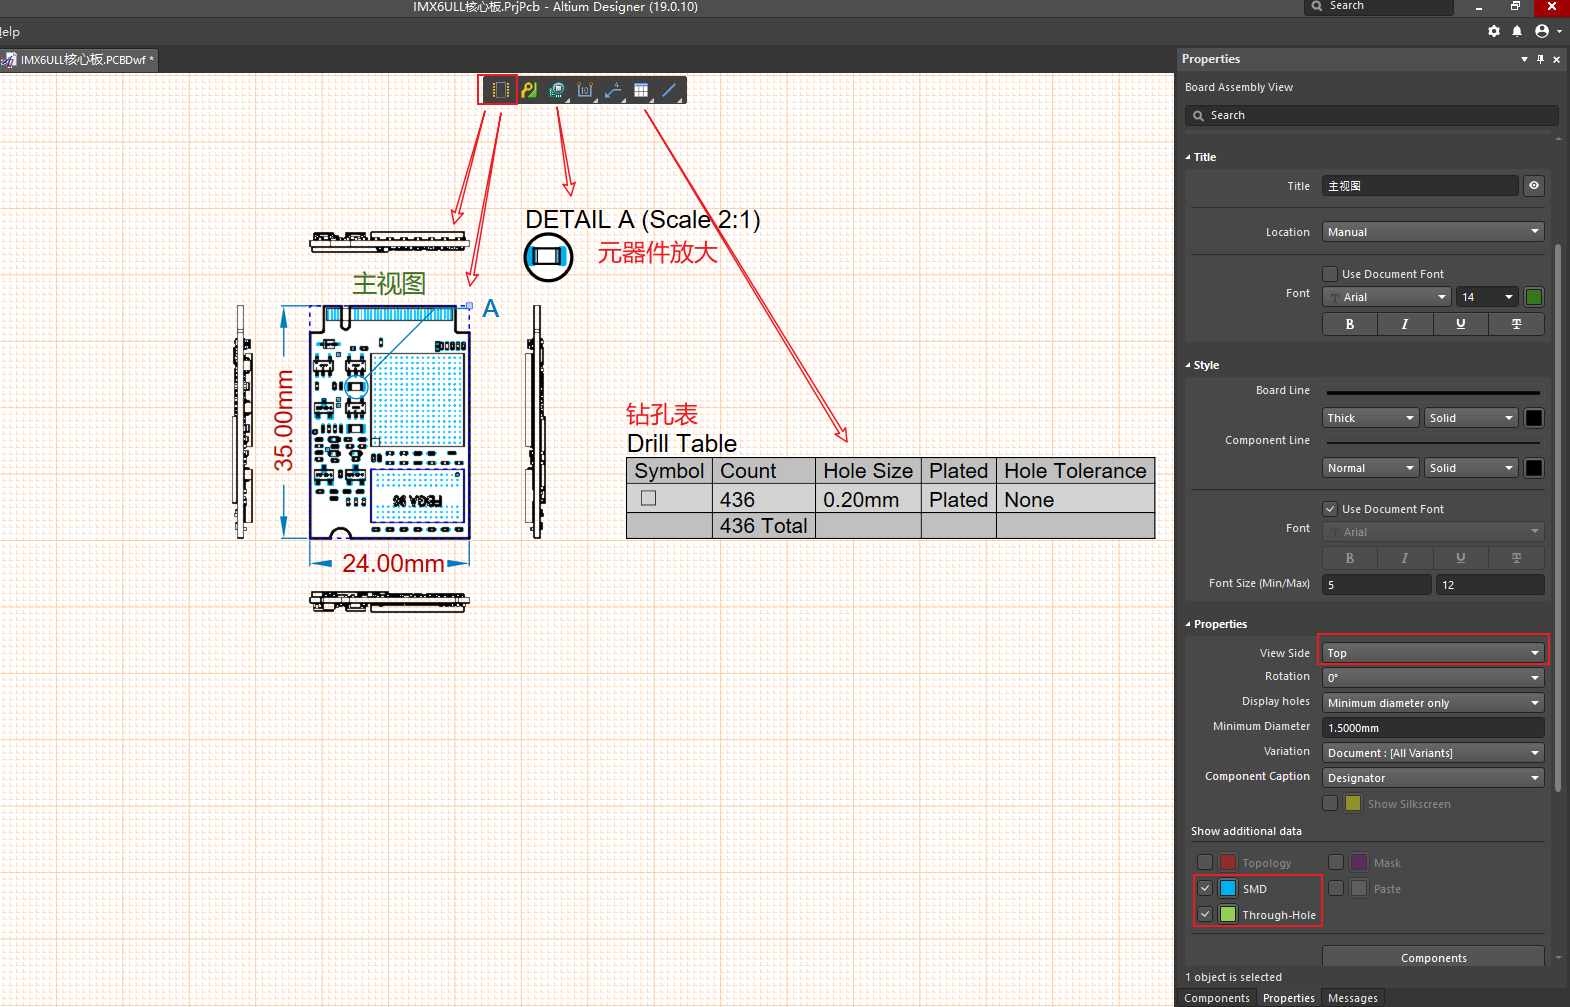 IMX6ULL核心板.PrjPcb - Altium Designer (19.0.10)
Search
Help
IMX6ULL核心板.PCBDwf *
10
DETAIL A (Scale 2:1)
元器件放大
主视图
A
35.00mm
24.00mm
钻孔表
Drill Table
Symbol Count Hole Size Plated Hole Tolerance
436 0.20mm Plated None
436 Total
Properties
Board Assembly View
Search
Title
Title 主视图
Location Manual
Use Document Font
Font T Arial 14
B I U T
Style
Board Line
Thick Solid
Component Line
Normal Solid
Use Document Font
Font T Arial
B I U T
Font Size (Min/Max) 5 12
Properties
View Side Top
Rotation 0°
Display holes Minimum diameter only
Minimum Diameter 1.5000mm
Variation Document : [All Variants]
Component Caption Designator
Show Silkscreen
Show additional data
Topology Mask
SMD Paste
Through-Hole
Components
1 object is selected
Components Properties Messages